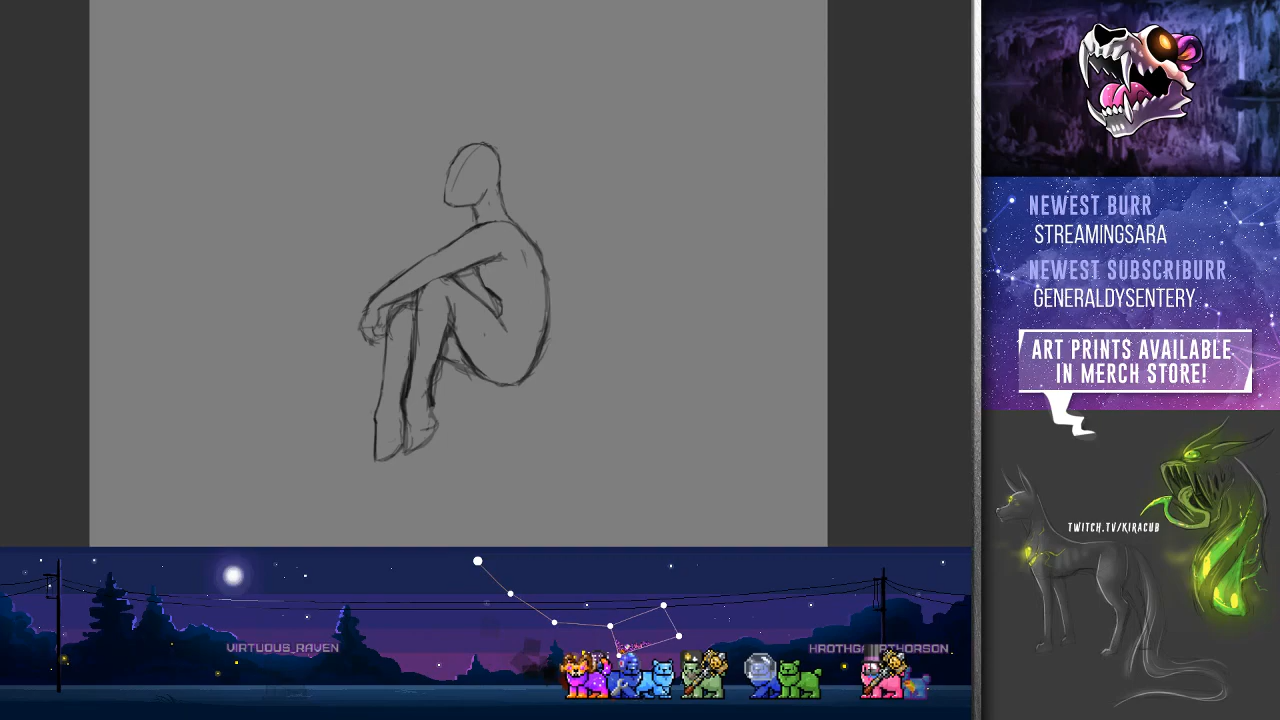 NEWEST BURR
STREAMINGSARA
NEWEST SUBSCRIBURR
GENERALDYSENTERY
ART PRINTS AVAILABLE
IN MERCH STORE!
TWITCH.TV/KIRACUB
VIRTUOUS_RAVEN